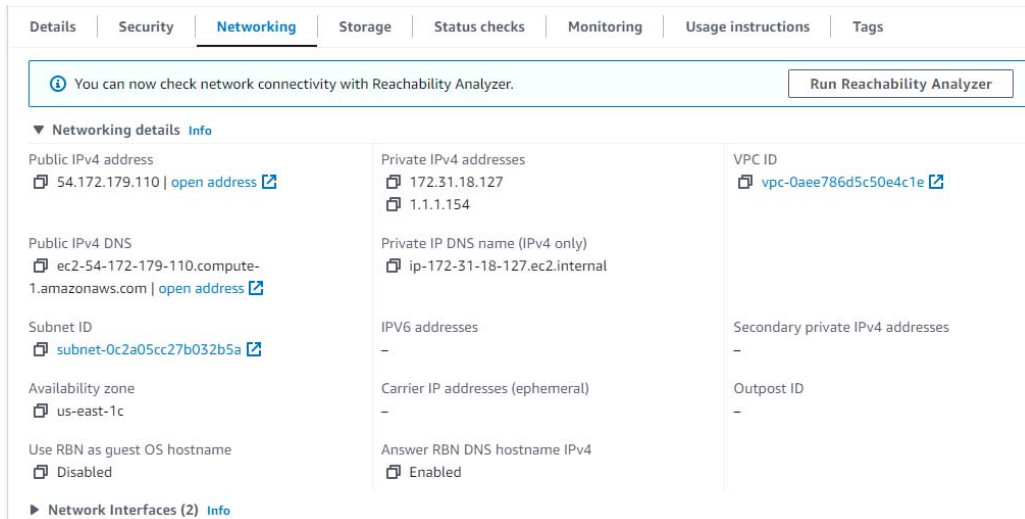 Details Security Networking Storage Status checks Monitoring Usage instructions Tags
You can now check network connectivity with Reachability Analyzer. Run Reachability Analyzer
Networking details Info
Public IPv4 address
54.172.179.110 | open address
Private IPv4 addresses
172.31.18.127
1.1.1.154
VPC ID
vpc-0aee786d5c50e4c1e
Public IPv4 DNS
ec2-54-172-179-110.compute-
1.amazonaws.com | open address
Private IP DNS name (IPv4 only)
ip-172-31-18-127.ec2.internal
Subnet ID
subnet-0c2a05cc27b032b5a
IPV6 addresses
–
Secondary private IPv4 addresses
–
Availability zone
us-east-1c
Carrier IP addresses (ephemeral)
–
Outpost ID
–
Use RBN as guest OS hostname
Disabled
Answer RBN DNS hostname IPv4
Enabled
Network Interfaces (2) Info